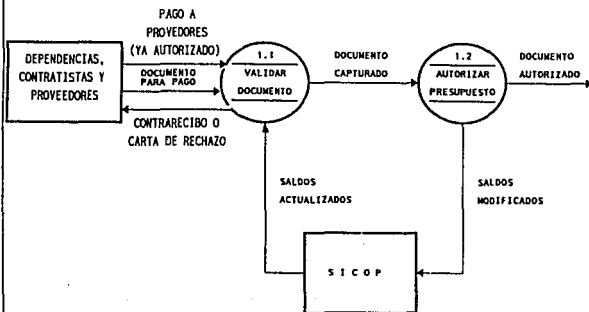 PAGO A
PROVEDORES
(YA AUTORIZADO)
DEPENDENCIAS,
CONTRATISTAS Y
PROVEEDORES
DOCUMENTO
PARA PAGO
CONTRARECIBO O
CARTA DE RECHAZO
1.1
VALIDAR
DOCUMENTO
DOCUMENTO
CAPTURADO
1.2
AUTORIZAR
PRESUPUESTO
DOCUMENTO
AUTORIZADO
SALDOS
ACTUALIZADOS
SALDOS
MODIFICADOS
SICOP